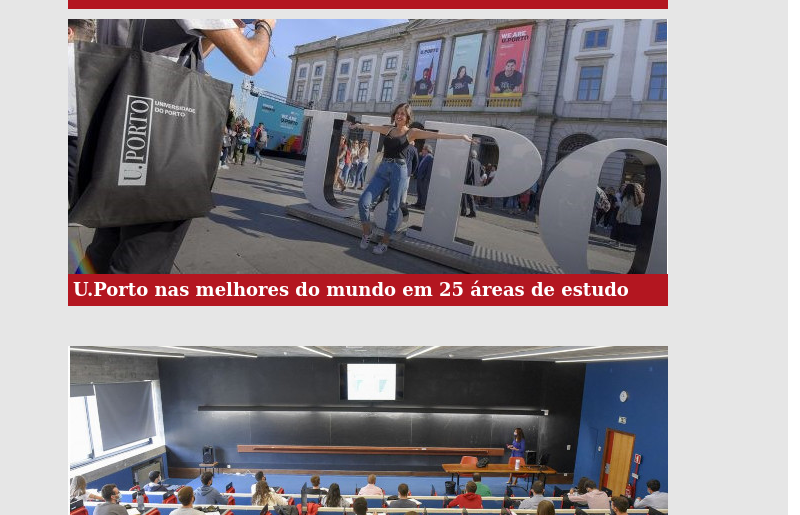 U.PORTO
UNIVERSIDADE
DO PORTO
WE ARE
U.PORTO
U.PO
U.Porto nas melhores do mundo em 25 áreas de estudo